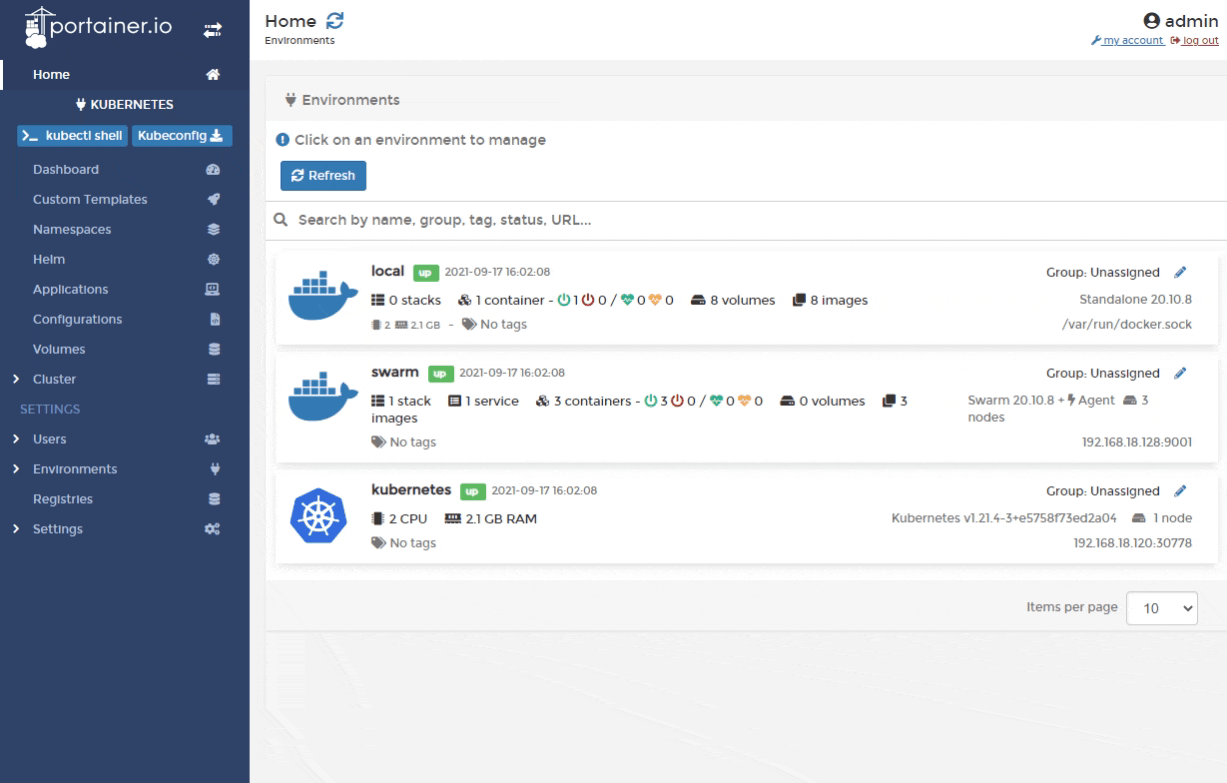 portainer.io
Home
KUBERNETES
kubectl shell
Kubeconfig
Dashboard
Custom Templates
Namespaces
Helm
Applications
Configurations
Volumes
Cluster
SETTINGS
Users
Environments
Registries
Settings
Home
Environments
admin
my account log out
Environments
Click on an environment to manage
Refresh
Search by name, group, tag, status, URL...
local up 2021-09-17 16:02:08
Group: Unassigned
0 stacks 1 container - 1 0 / 0 0 8 volumes 8 images
Standalone 20.10.8
2 2.1 GB - No tags
/var/run/docker.sock
swarm up 2021-09-17 16:02:08
Group: Unassigned
1 stack 1 service 3 containers - 3 0 / 0 0 0 volumes 3
images
Swarm 20.10.8 + Agent 3
nodes
No tags
192.168.18.128:9001
kubernetes up 2021-09-17 16:02:08
Group: Unassigned
2 CPU 2.1 GB RAM
Kubernetes v1.21.4-3+e5758f73ed2a04 1 node
No tags
192.168.18.120:30778
Items per page 10